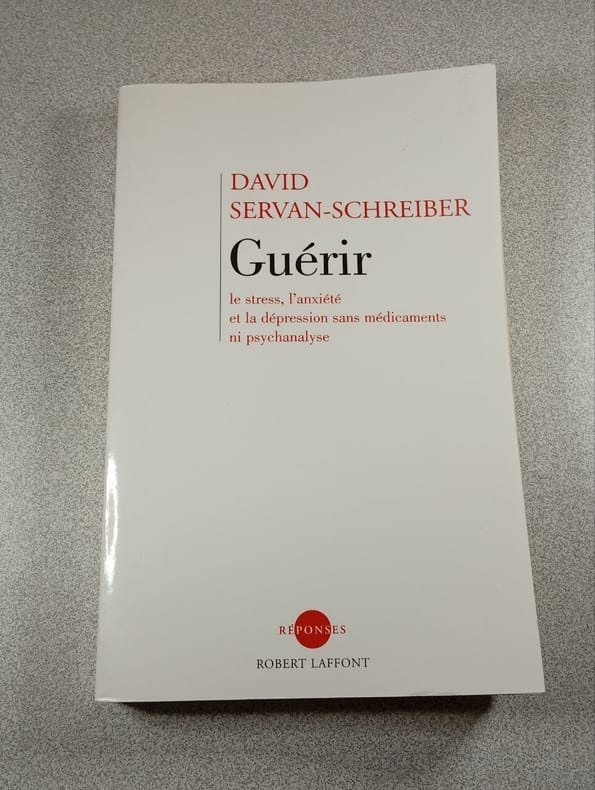 DAVID
SERVAN-SCHREIBER
Guérir
le stress, l'anxiété
et la dépression sans médicaments
ni psychanalyse
RÉPONSES
ROBERT LAFFONT